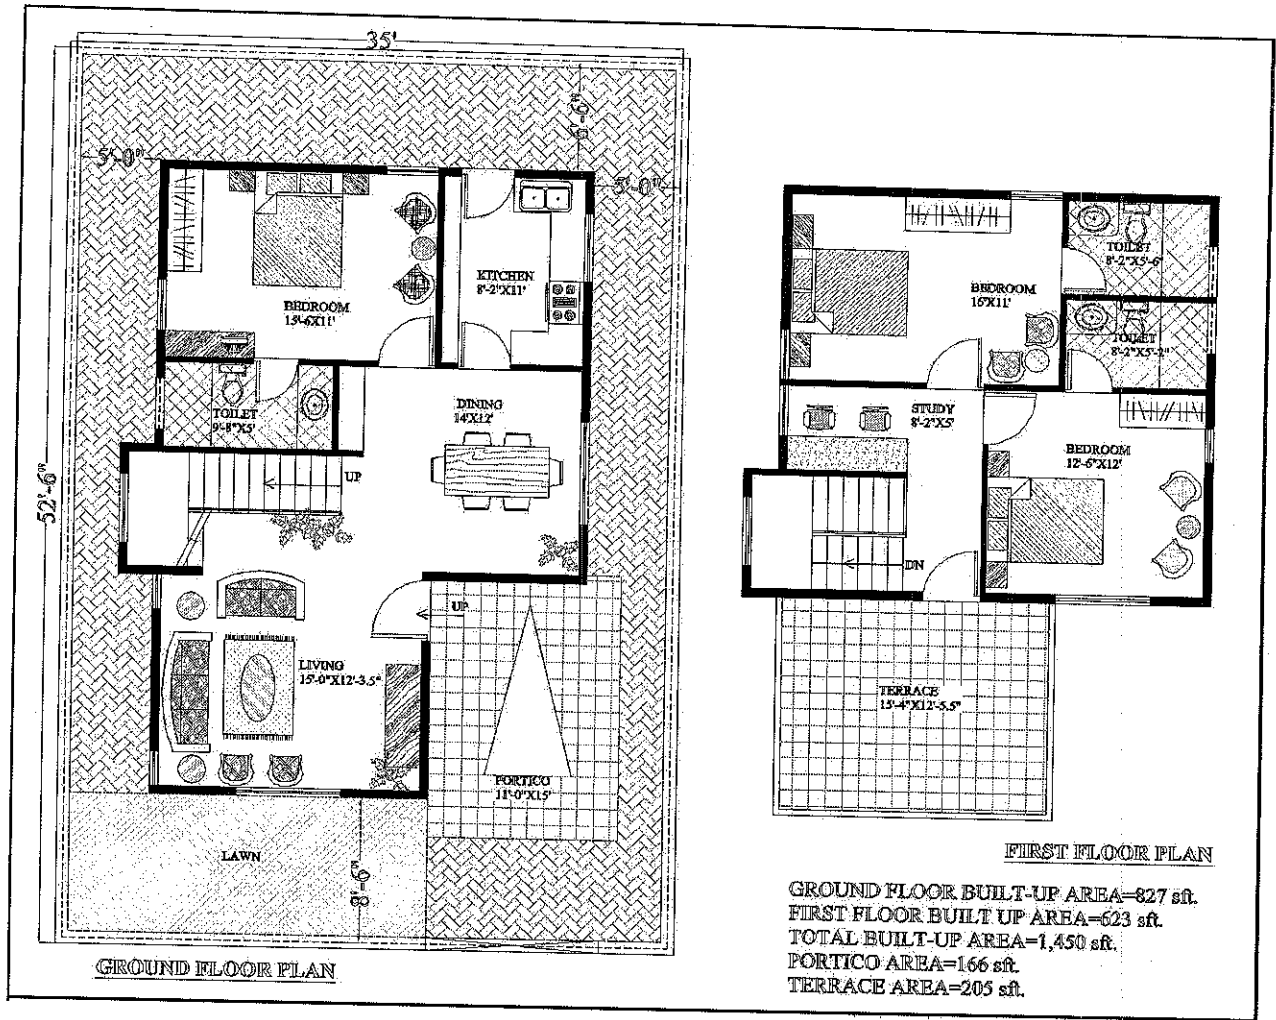 35'
5'-0"
6'-6"
5'-0"
52'-6"
KITCHEN
8'-2"X11'
BEDROOM
15'-6X11'
TOILET
9'-8"X5'
DINING
14'X12'
UP
UP
LIVING
15'-0"X12'-3.5"
PORTICO
11'-0"X15'
LAWN
8'-6"
GROUND FLOOR PLAN
TOILET
8'-2"X5'-6"
BEDROOM
16'X11'
TOILET
8'-2"X5'-2"
STUDY
8'-2"X5'
BEDROOM
12'-6"X12'
DN
TERRACE
15'-4"X12'-5.5"
FIRST FLOOR PLAN
GROUND FLOOR BUILT-UP AREA=827 sft.
FIRST FLOOR BUILT UP AREA=623 sft.
TOTAL BUILT-UP AREA=1,450 sft.
PORTICO AREA=166 sft.
TERRACE AREA=205 sft.